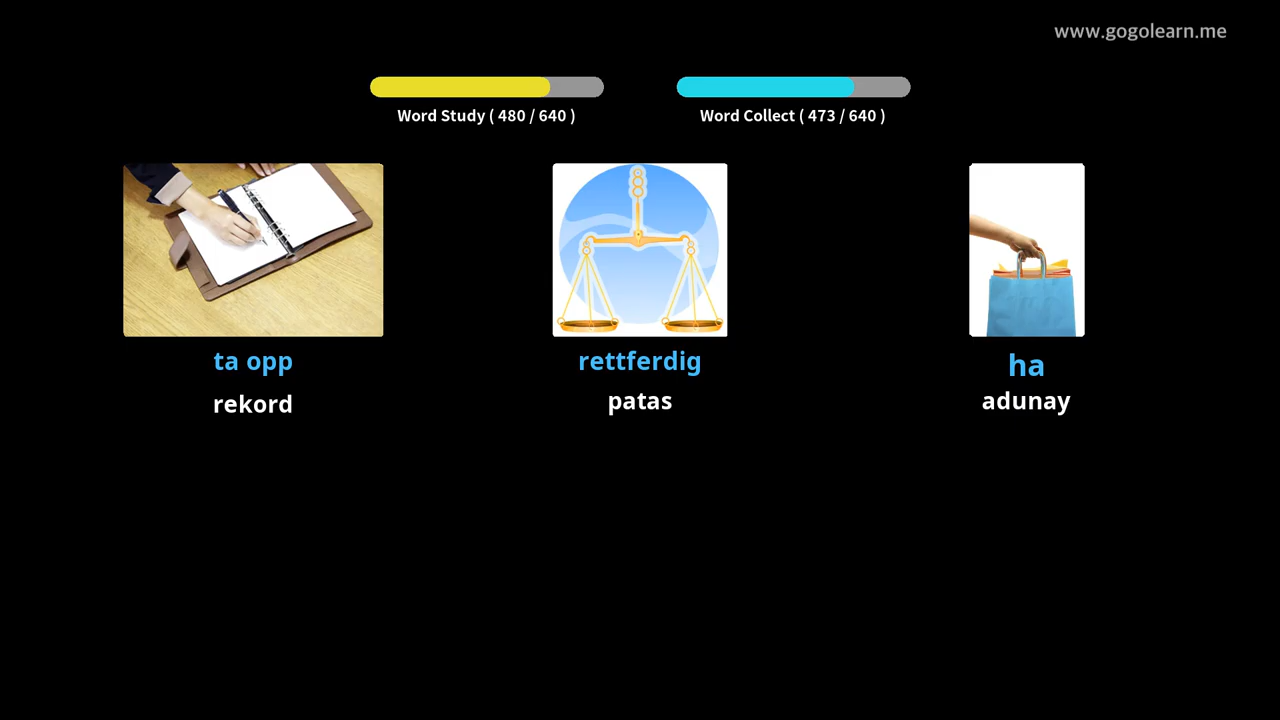 www.gogolearn.me
Word Study ( 480 / 640 )
Word Collect ( 473 / 640 )
ta opp
rettferdig
ha
rekord
patas
adunay